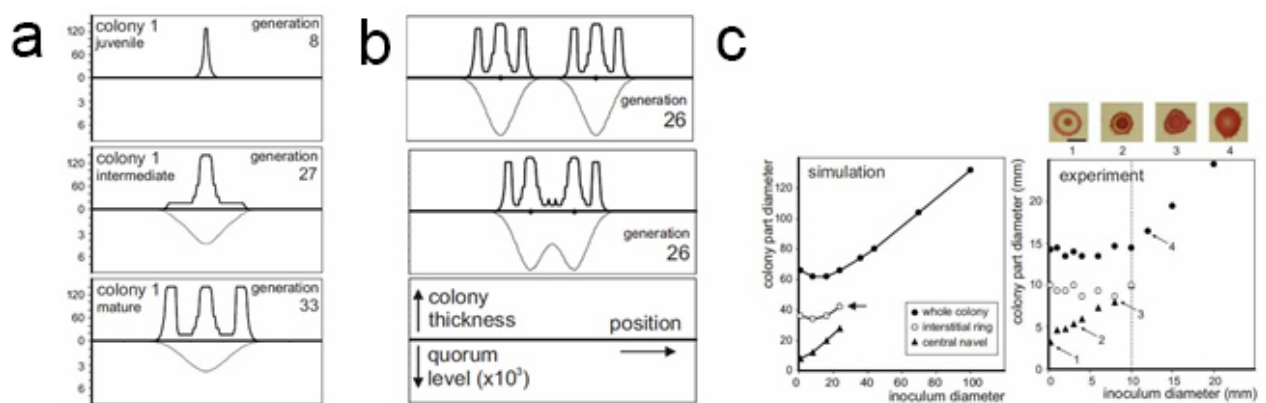 a
colony 1
juvenile
generation
8
120
60
0
3
6
colony 1
intermediate
generation
27
120
60
0
3
6
colony 1
mature
generation
33
120
60
0
3
6
b
generation
26
generation
26
colony
thickness
position
quorum
level (x10³)
c
simulation
colony part diameter
120
100
80
60
40
20
0
0 20 40 60 80 100
inoculum diameter
whole colony
interstitial ring
central navel
1 2 3 4
experiment
colony part diameter (mm)
20
15
10
5
0
0 5 10 15 20
inoculum diameter (mm)
4
3
2
1